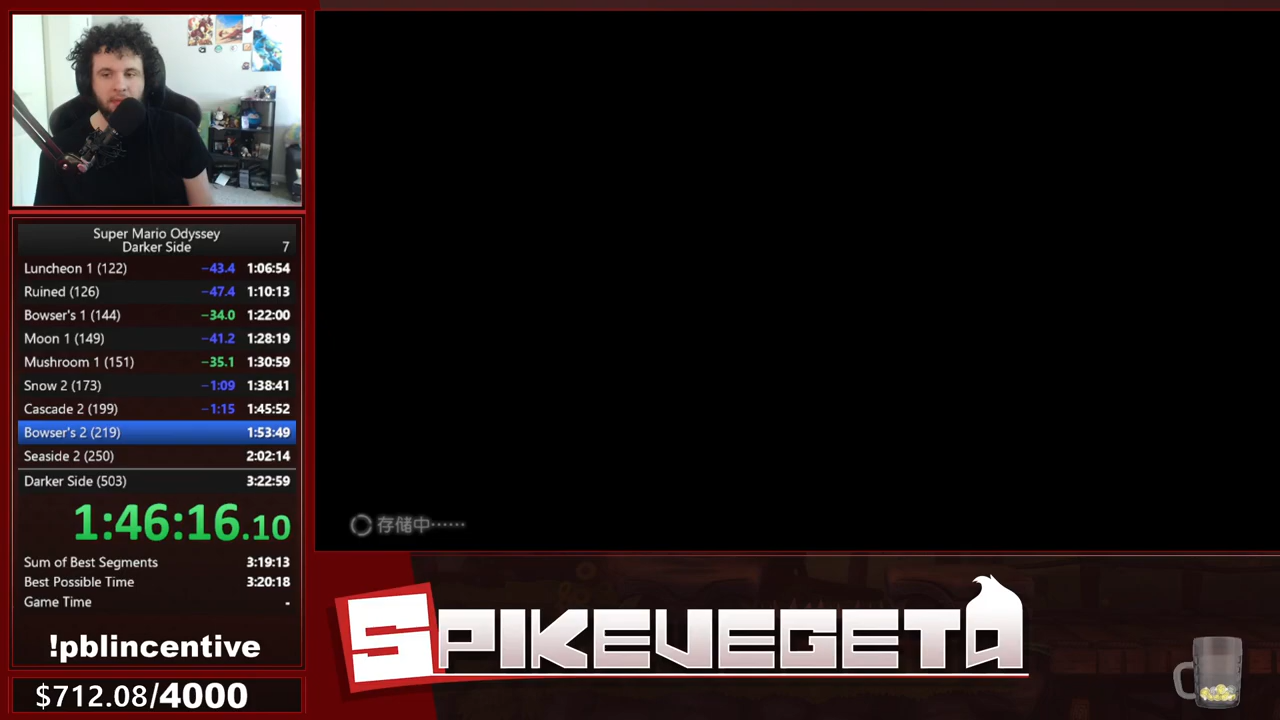 Super Mario Odyssey
Darker Side 7
Luncheon 1 (122) −43.4 1:06:54
Ruined (126) −47.4 1:10:13
Bowser's 1 (144) −34.0 1:22:00
Moon 1 (149) −41.2 1:28:19
Mushroom 1 (151) −35.1 1:30:59
Snow 2 (173) −1:09 1:38:41
Cascade 2 (199) −1:15 1:45:52
Bowser's 2 (219) 1:53:49
Seaside 2 (250) 2:02:14
Darker Side (503) 3:22:59
1:46:16.10
Sum of Best Segments 3:19:13
Best Possible Time 3:20:18
Game Time -
!pblincentive
$712.08/4000
存储中……
SPIKEVEGETA